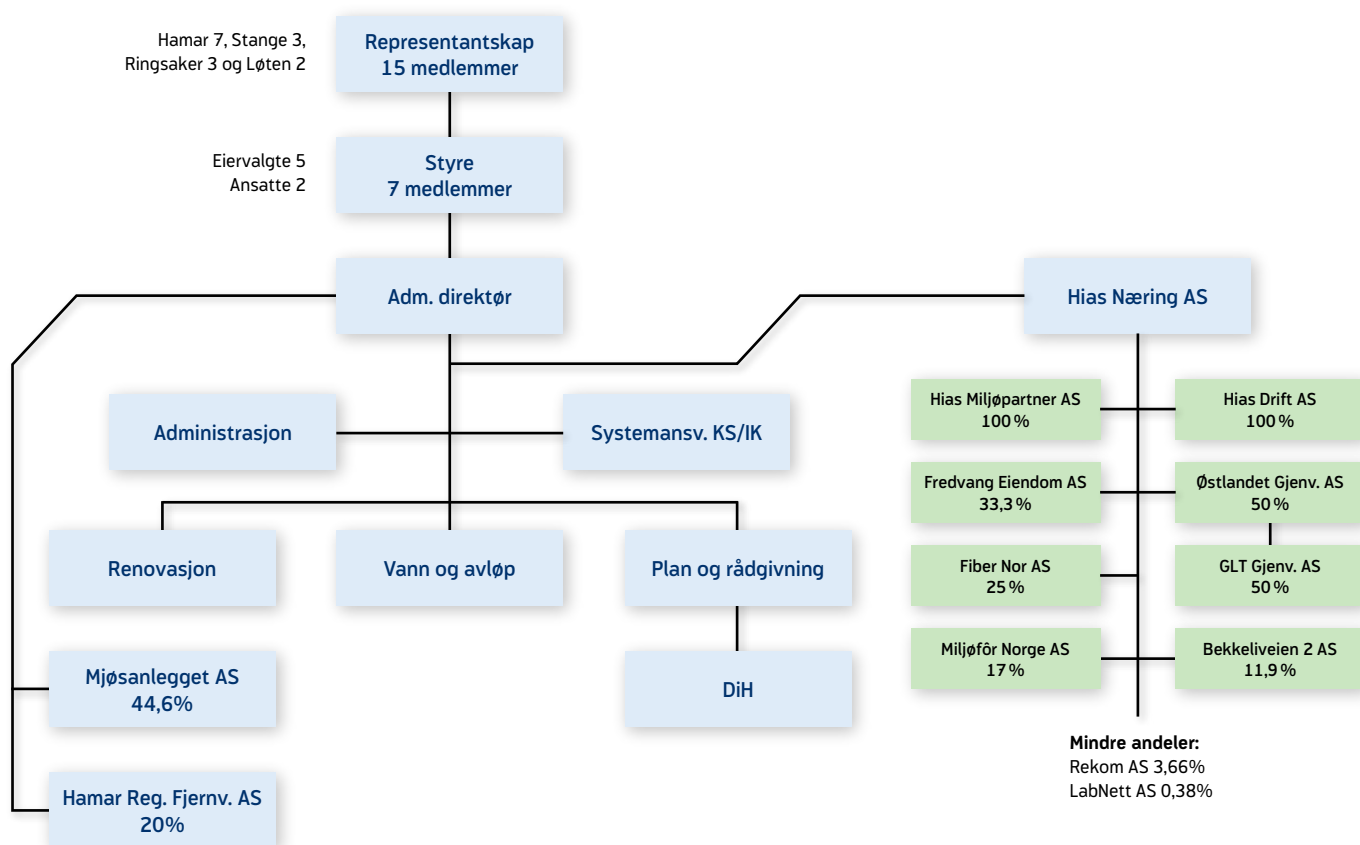 Hamar 7, Stange 3,
Ringsaker 3 og Løten 2
Representantskap
15 medlemmer
Eiervalgte 5
Ansatte 2
Styre
7 medlemmer
Adm. direktør
Hias Næring AS
Administrasjon
Systemansv. KS/IK
Renovasjon
Vann og avløp
Plan og rådgivning
Mjøsanlegget AS
44,6%
DiH
Hamar Reg. Fjernv. AS
20%
Hias Miljøpartner AS
100 %
Hias Drift AS
100 %
Fredvang Eiendom AS
33,3 %
Østlandet Gjenv. AS
50 %
Fiber Nor AS
25 %
GLT Gjenv. AS
50 %
Miljøfôr Norge AS
17 %
Bekkeliveien 2 AS
11,9 %
Mindre andeler:
Rekom AS 3,66%
LabNett AS 0,38%